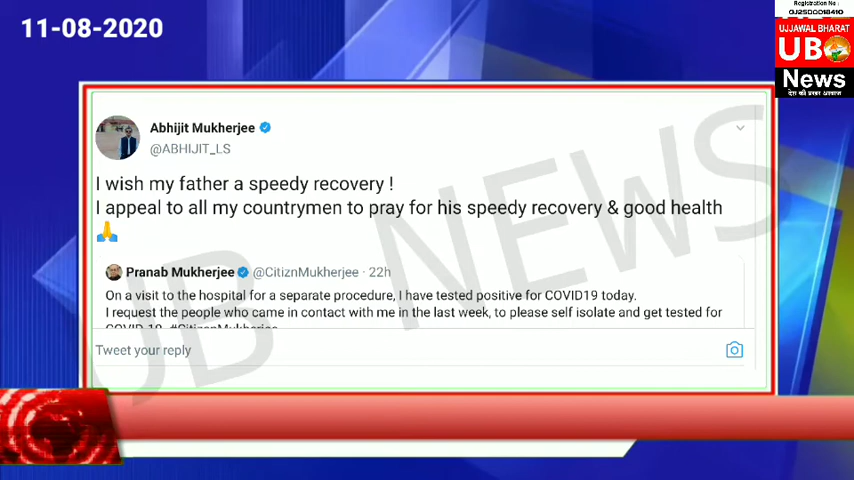 11-08-2020
Registration No :
GJ25D0018410
UJJAWAL BHARAT
UB
News
देश की प्रखर आवाज
Abhijit Mukherjee
@ABHIJIT_LS
I wish my father a speedy recovery !
I appeal to all my countrymen to pray for his speedy recovery & good health
🙏
Pranab Mukherjee @CitiznMukherjee · 22h
On a visit to the hospital for a separate procedure, I have tested positive for COVID19 today.
I request the people who came in contact with me in the last week, to please self isolate and get tested for
COVID-19. #CitizenMukherjee
Tweet your reply
UB NEWS